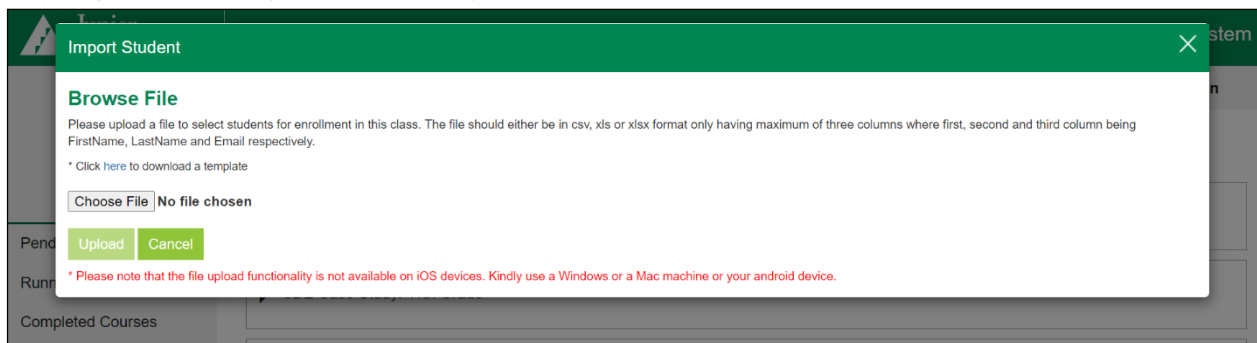 Junior
stem
Import Student
n
Browse File
Please upload a file to select students for enrollment in this class. The file should either be in csv, xls or xlsx format only having maximum of three columns where first, second and third column being
FirstName, LastName and Email respectively.
* Click here to download a template
Choose File No file chosen
Pend
Upload Cancel
Runr
* Please note that the file upload functionality is not available on iOS devices. Kindly use a Windows or a Mac machine or your android device.
Completed Courses